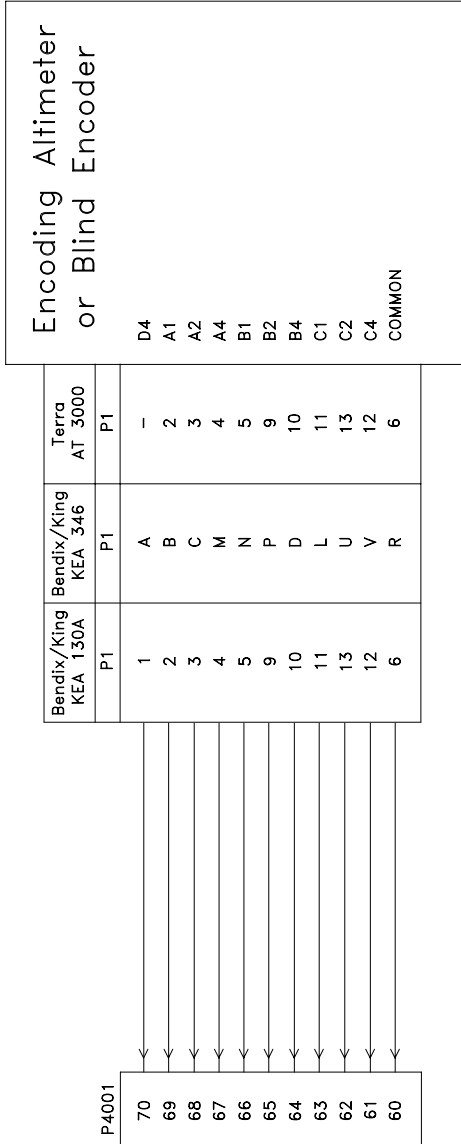 Encoding Altimeter
or Blind Encoder
Bendix/King
KEA 130A
Bendix/King
KEA 346
Terra
AT 3000
P4001 P1 P1 P1
70 1 A - D4
69 2 B 2 A1
68 3 C 3 A2
67 4 M 4 A4
66 5 N 5 B1
65 9 P 9 B2
64 10 D 10 B4
63 11 L 11 C1
62 13 U 13 C2
61 12 V 12 C4
60 6 R 6 COMMON